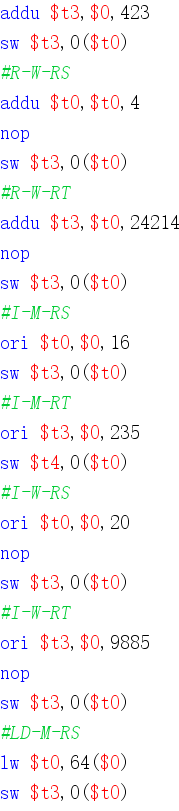 addu $t3,$0,423
sw $t3,0($t0)
#R-W-RS
addu $t0,$t0,4
nop
sw $t3,0($t0)
#R-W-RT
addu $t3,$t0,24214
nop
sw $t3,0($t0)
#I-M-RS
ori $t0,$0,16
sw $t3,0($t0)
#I-M-RT
ori $t3,$0,235
sw $t4,0($t0)
#I-W-RS
ori $t0,$0,20
nop
sw $t3,0($t0)
#I-W-RT
ori $t3,$0,9885
nop
sw $t3,0($t0)
#LD-M-RS
lw $t0,64($0)
sw $t3,0($t0)